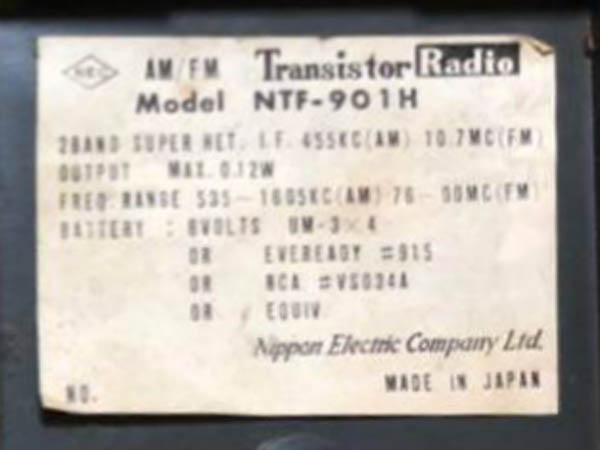 NEC AM/FM Transistor Radio
Model NTF-901H
2BAND SUPER HET. I.F. 455KC(AM) 10.7MC(FM)
OUTPUT MAX. 0.12W
FREQ. RANGE 535-1605KC(AM) 76- MC(FM)
BATTERY : VOLTS UM-3×4
OR EVEREADY #915
OR RCA #VS034A
OR EQUIV.
Nippon Electric Company Ltd.
NO. MADE IN JAPAN